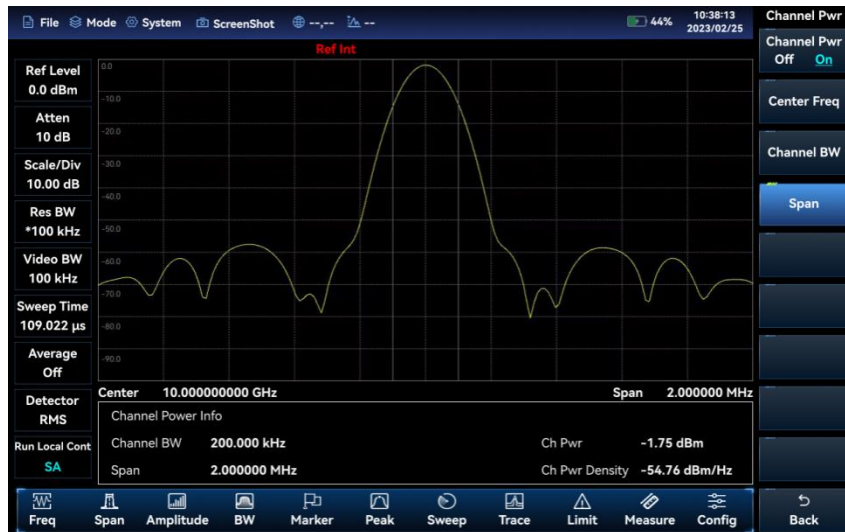 File Mode System ScreenShot --,-- -- 44% 10:38:13 2023/02/25 Channel Pwr
Ref Int
Channel Pwr
Off On
Center Freq
Channel BW
Span
Back
Ref Level
0.0 dBm
Atten
10 dB
Scale/Div
10.00 dB
Res BW
*100 kHz
Video BW
100 kHz
Sweep Time
109.022 µs
Average
Off
Detector
RMS
Run Local Cont
SA
0.0
-10.0
-20.0
-30.0
-40.0
-50.0
-60.0
-70.0
-80.0
-90.0
Center 10.000000000 GHz Span 2.000000 MHz
Channel Power Info
Channel BW 200.000 kHz Ch Pwr -1.75 dBm
Span 2.000000 MHz Ch Pwr Density -54.76 dBm/Hz
Freq Span Amplitude BW Marker Peak Sweep Trace Limit Measure Config